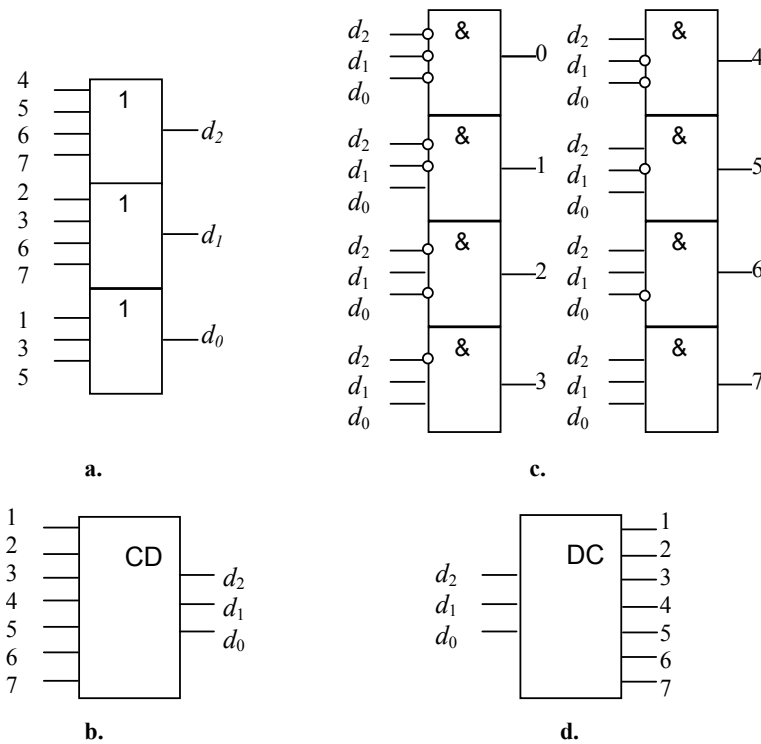 4
5
6
7
1
d₂
2
3
6
7
1
d₁
1
3
5
1
d₀
a.
d₂
d₁
d₀
&
0
d₂
d₁
d₀
&
1
d₂
d₁
d₀
&
2
d₂
d₁
d₀
&
3
d₂
d₁
d₀
&
4
d₂
d₁
d₀
&
5
d₂
d₁
d₀
&
6
d₂
d₁
d₀
&
7
c.
1
2
3
4
5
6
7
CD
d₂
d₁
d₀
b.
d₂
d₁
d₀
DC
1
2
3
4
5
6
7
d.